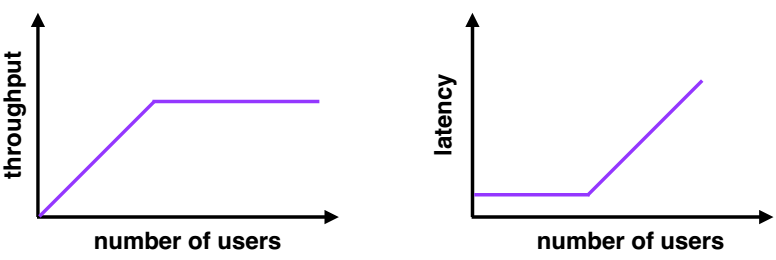 throughput
number of users
latency
number of users